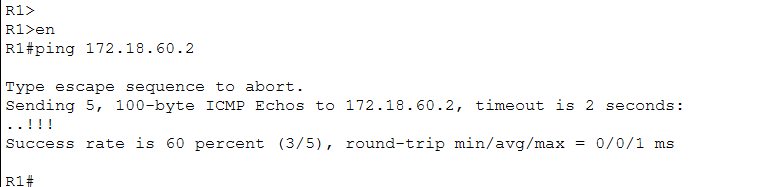 R1>
R1>en
R1#ping 172.18.60.2
Type escape sequence to abort.
Sending 5, 100-byte ICMP Echos to 172.18.60.2, timeout is 2 seconds:
..!!!
Success rate is 60 percent (3/5), round-trip min/avg/max = 0/0/1 ms
R1#